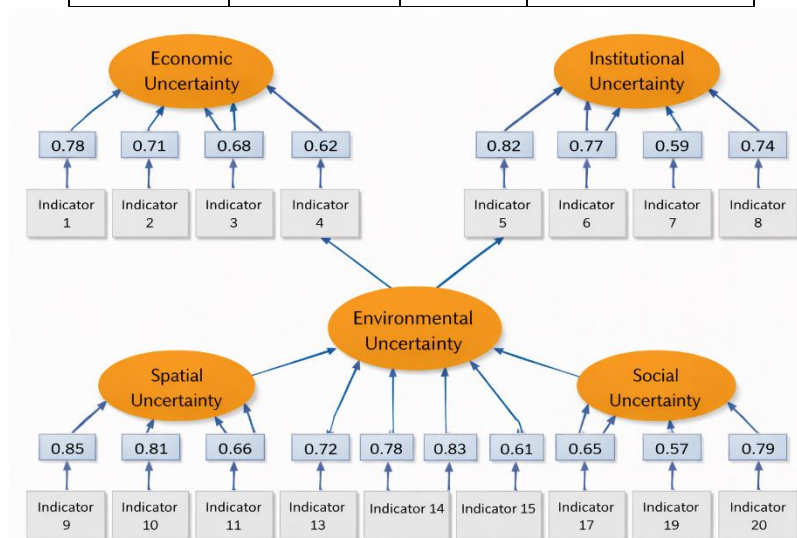 Economic
Uncertainty
Institutional
Uncertainty
0.78
0.71
0.68
0.62
0.82
0.77
0.59
0.74
Indicator
1
Indicator
2
Indicator
3
Indicator
4
Indicator
5
Indicator
6
Indicator
7
Indicator
8
Environmental
Uncertainty
Spatial
Uncertainty
Social
Uncertainty
0.85
0.81
0.66
0.72
0.78
0.83
0.61
0.65
0.57
0.79
Indicator
9
Indicator
10
Indicator
11
Indicator
13
Indicator 14
Indicator 15
Indicator
17
Indicator
19
Indicator
20